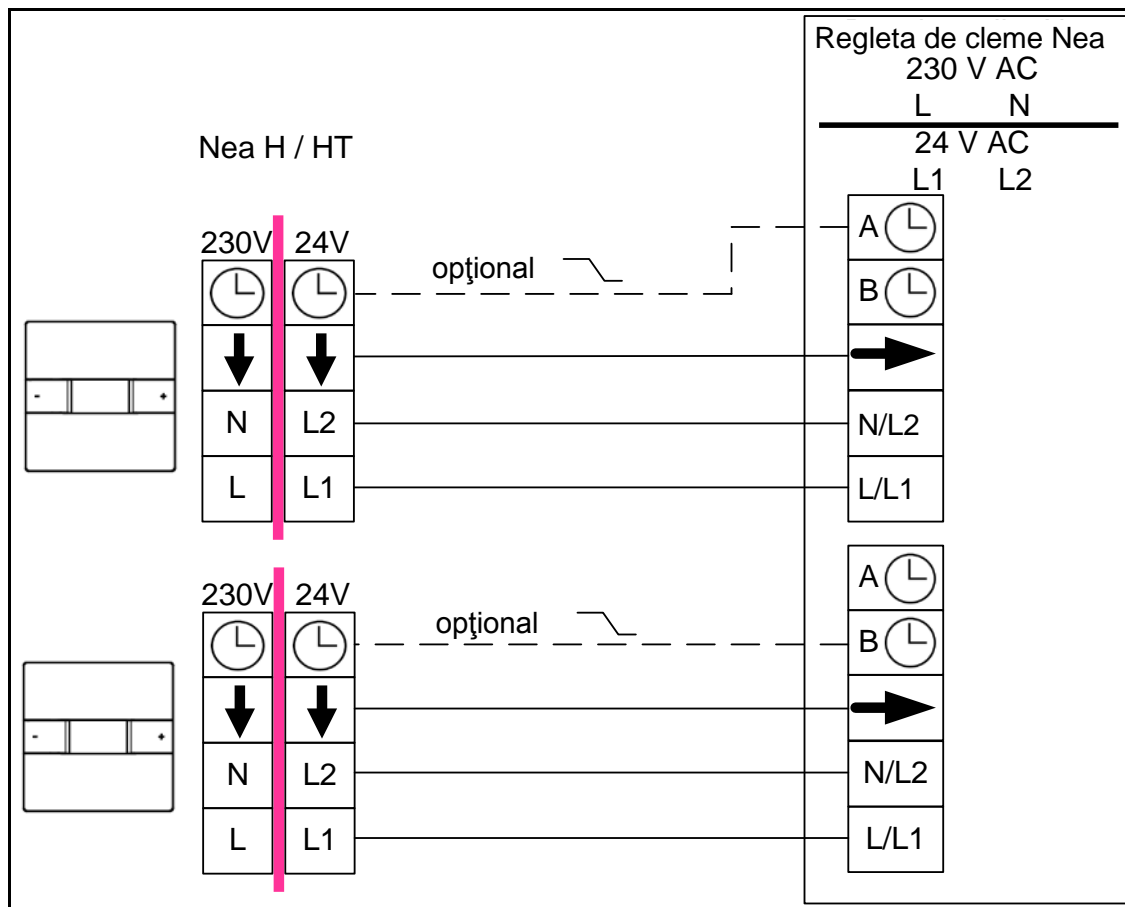 Regleta de cleme Nea
230 V AC
L N
24 V AC
L1 L2
Nea H / HT
230V 24V
opţional
A
B
N L2
N/L2
L L1
L/L1
- +
230V 24V
opţional
A
B
N L2
N/L2
L L1
L/L1
- +